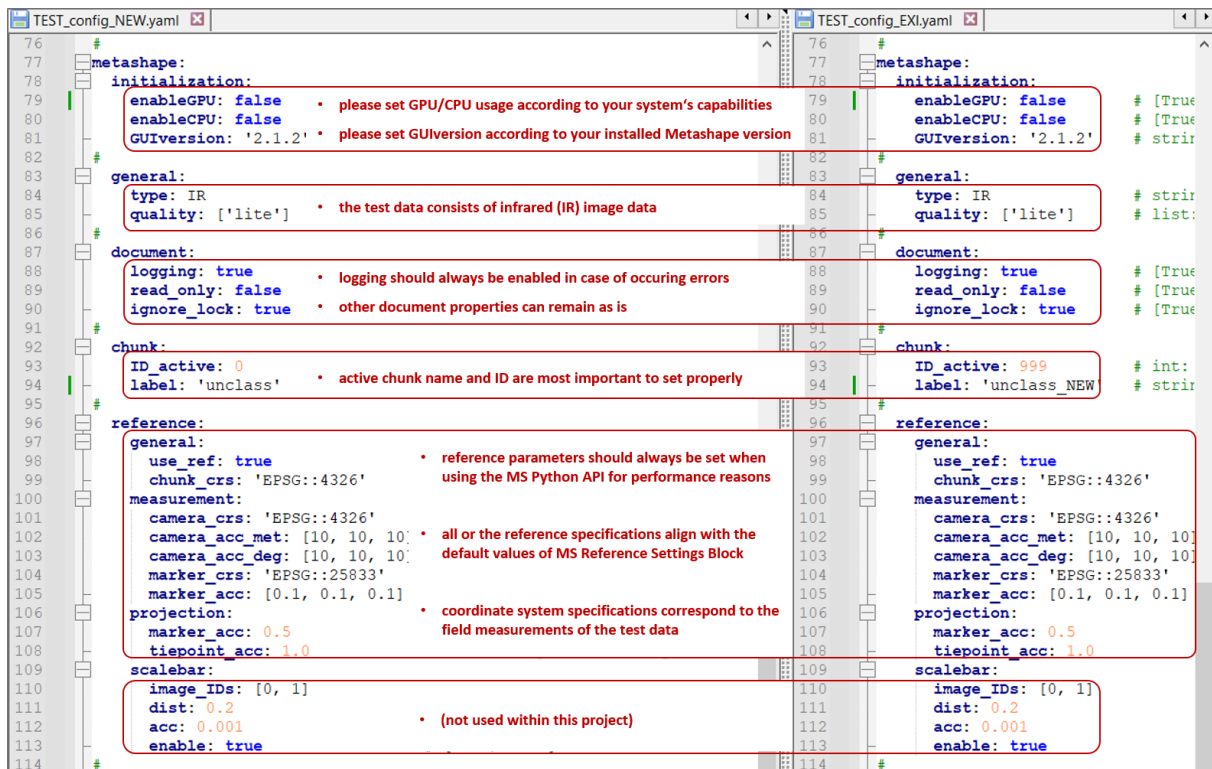 TEST_config_NEW.yaml
76 #
77 metashape:
78 initialization:
79 enableGPU: false
80 enableCPU: false
81 GUIversion: '2.1.2'
82 #
83 general:
84 type: IR
85 quality: ['lite']
86 #
87 document:
88 logging: true
89 read_only: false
90 ignore_lock: true
91 #
92 chunk:
93 ID_active: 0
94 label: 'unclass'
95 #
96 reference:
97 general:
98 use_ref: true
99 chunk_crs: 'EPSG::4326'
100 measurement:
101 camera_crs: 'EPSG::4326'
102 camera_acc_met: [10, 10, 10]
103 camera_acc_deg: [10, 10, 10]
104 marker_crs: 'EPSG::25833'
105 marker_acc: [0.1, 0.1, 0.1]
106 projection:
107 marker_acc: 0.5
108 tiepoint_acc: 1.0
109 scalebar:
110 image_IDs: [0, 1]
111 dist: 0.2
112 acc: 0.001
113 enable: true
114 #
• please set GPU/CPU usage according to your system's capabilities
• please set GUIversion according to your installed Metashape version
• the test data consists of infrared (IR) image data
• logging should always be enabled in case of occuring errors
• other document properties can remain as is
• active chunk name and ID are most important to set properly
• reference parameters should always be set when
using the MS Python API for performance reasons
• all or the reference specifications align with the
default values of MS Reference Settings Block
• coordinate system specifications correspond to the
field measurements of the test data
• (not used within this project)
TEST_config_EXI.yaml
76 #
77 metashape:
78 initialization:
79 enableGPU: false # [True
80 enableCPU: false # [True
81 GUIversion: '2.1.2' # strin
82 #
83 general:
84 type: IR # strin
85 quality: ['lite'] # list:
86 #
87 document:
88 logging: true # [True
89 read_only: false # [True
90 ignore_lock: true # [True
91 #
92 chunk:
93 ID_active: 999 # int:
94 label: 'unclass_NEW' # strin
95 #
96 reference:
97 general:
98 use_ref: true
99 chunk_crs: 'EPSG::4326'
100 measurement:
101 camera_crs: 'EPSG::4326'
102 camera_acc_met: [10, 10, 10]
103 camera_acc_deg: [10, 10, 10]
104 marker_crs: 'EPSG::25833'
105 marker_acc: [0.1, 0.1, 0.1]
106 projection:
107 marker_acc: 0.5
108 tiepoint_acc: 1.0
109 scalebar:
110 image_IDs: [0, 1]
111 dist: 0.2
112 acc: 0.001
113 enable: true
114 #